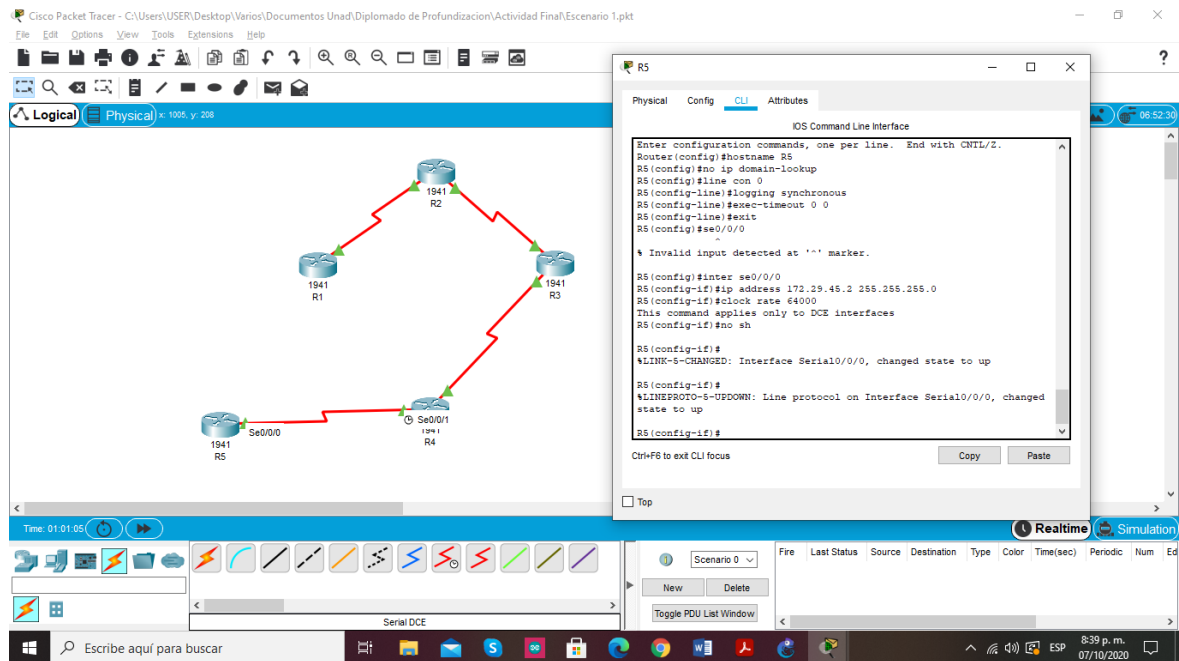 Cisco Packet Tracer - C:\Users\USER\Desktop\Varios\Documentos Unad\Diplomado de Profundizacion\Actividad Final\Escenario 1.pkt
File Edit Options View Tools Extensions Help
?
Logical Physical x: 1005, y: 208
06:52:30
1941
R2
1941
R1
1941
R3
Se0/0/1
1941
R4
Se0/0/0
1941
R5
R5
Physical Config CLI Attributes
IOS Command Line Interface
Enter configuration commands, one per line. End with CNTL/Z.
Router(config)#hostname R5
R5(config)#no ip domain-lookup
R5(config)#line con 0
R5(config-line)#logging synchronous
R5(config-line)#exec-timeout 0 0
R5(config-line)#exit
R5(config)#se0/0/0
^
% Invalid input detected at '^' marker.
R5(config)#inter se0/0/0
R5(config-if)#ip address 172.29.45.2 255.255.255.0
R5(config-if)#clock rate 64000
This command applies only to DCE interfaces
R5(config-if)#no sh
R5(config-if)#
%LINK-5-CHANGED: Interface Serial0/0/0, changed state to up
R5(config-if)#
%LINEPROTO-5-UPDOWN: Line protocol on Interface Serial0/0/0, changed
state to up
R5(config-if)#
Ctrl+F6 to exit CLI focus
Copy Paste
Top
Time: 01:01:05
Realtime Simulation
Serial DCE
Scenario 0
New Delete
Toggle PDU List Window
Fire Last Status Source Destination Type Color Time(sec) Periodic Num Ed
Escribe aquí para buscar
ESP
8:39 p. m.
07/10/2020